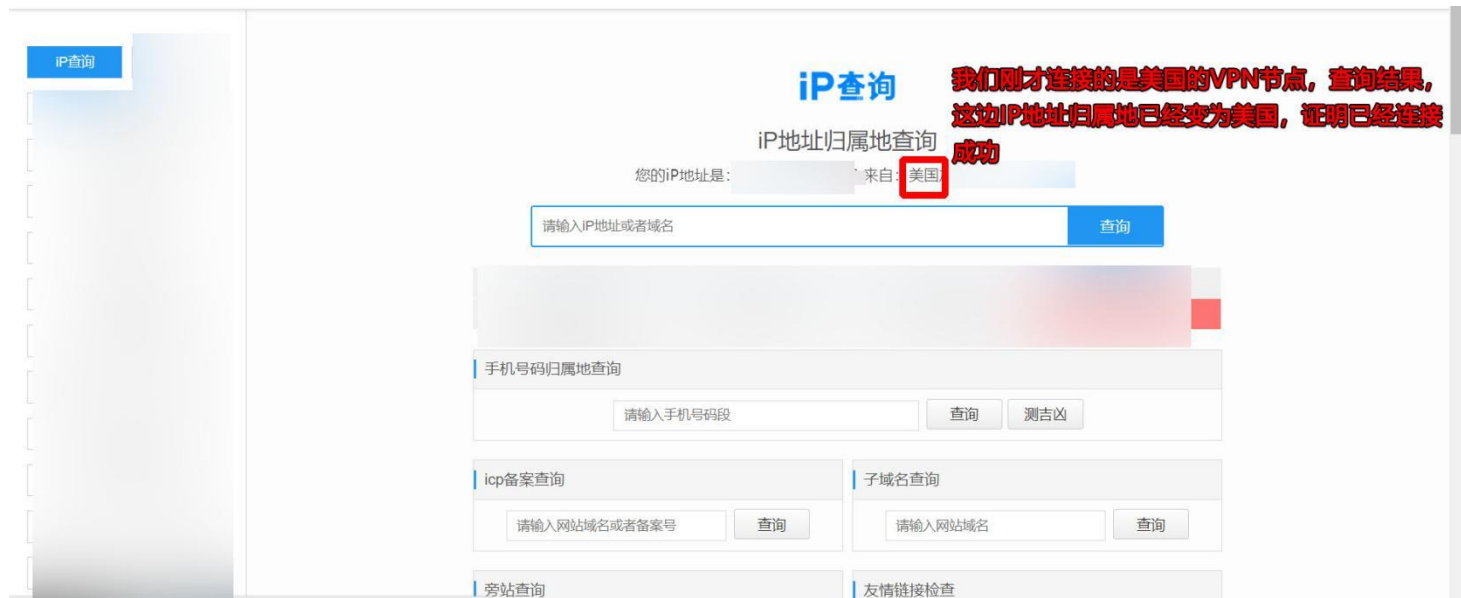 iP查询
iP查询
我们刚才连接的是美国的VPN节点，查询结果，
这边IP地址归属地已经变为美国，证明已经连接
成功
iP地址归属地查询
您的iP地址是：
来自：美国
请输入iP地址或者域名
查询
手机号码归属地查询
请输入手机号码段
查询
测吉凶
icp备案查询
子域名查询
请输入网站域名或者备案号
查询
请输入网站域名
查询
旁站查询
友情链接检查